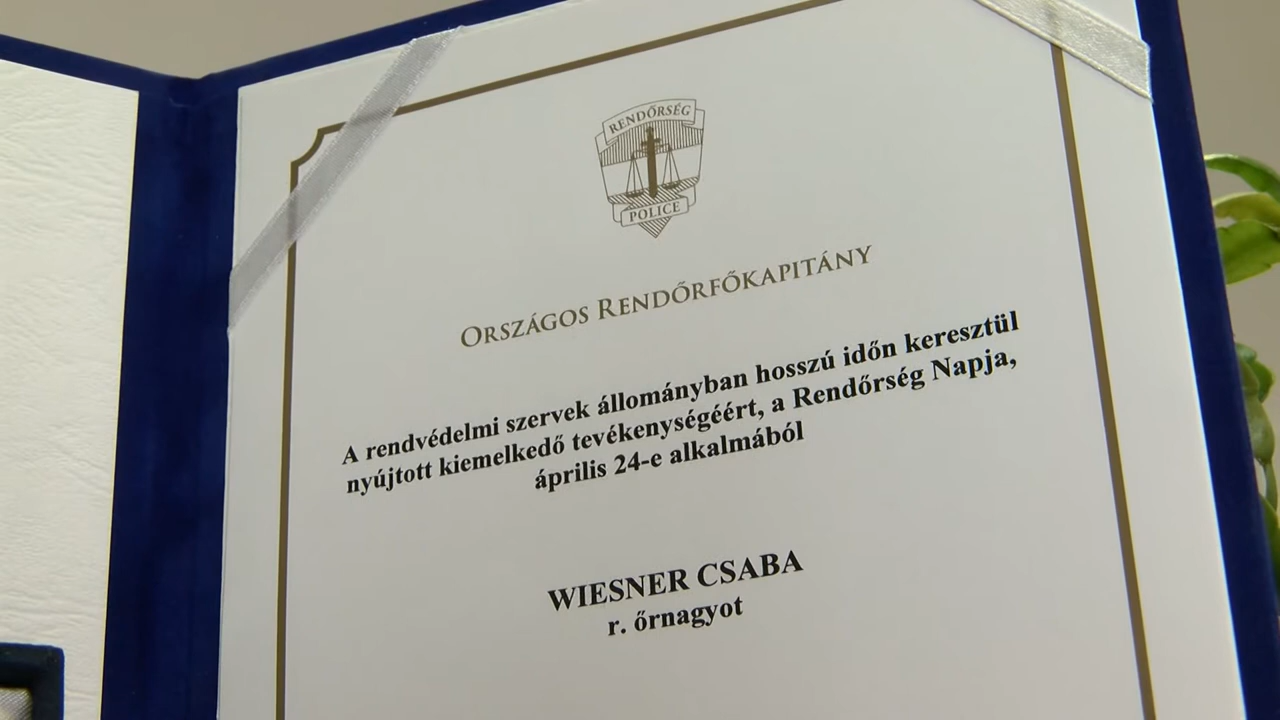 RENDŐRSÉG
POLICE
ORSZÁGOS RENDŐRFŐKAPITÁNY
A rendvédelmi szervek állományban hosszú időn keresztül
nyújtott kiemelkedő tevékenységéért, a Rendőrség Napja,
április 24-e alkalmából
WIESNER CSABA
r. őrnagyot